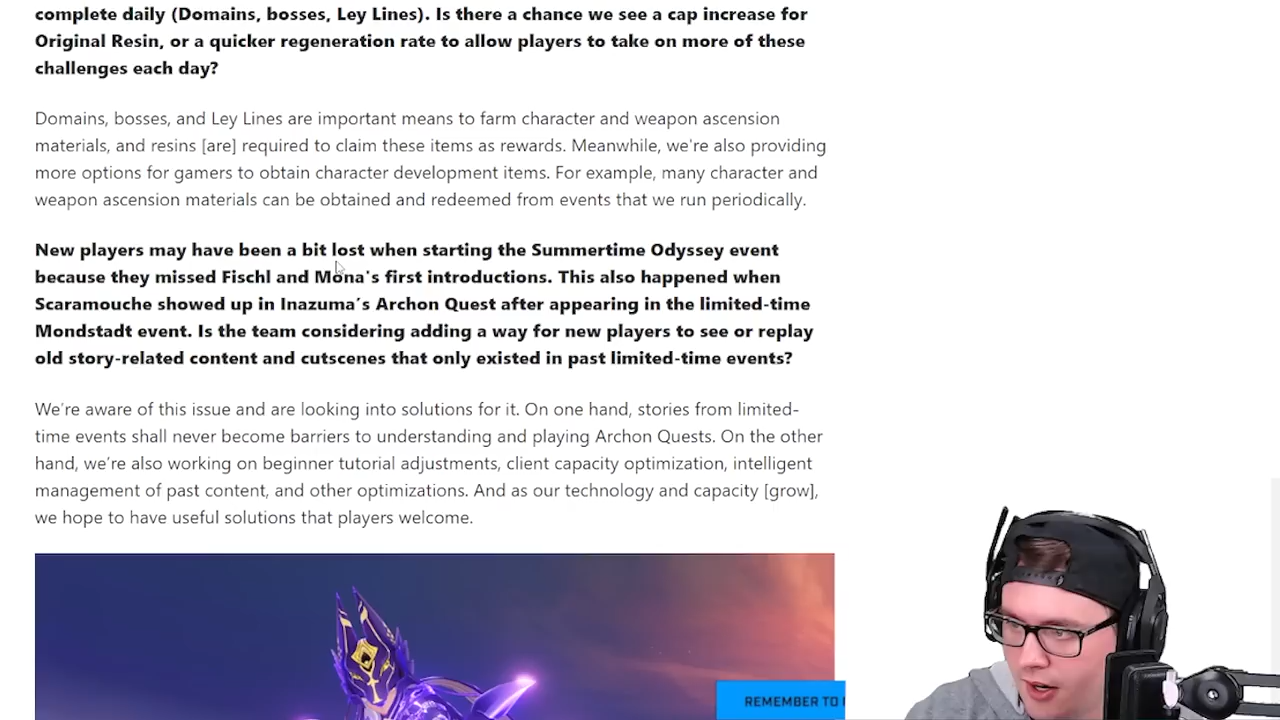 complete daily (Domains, bosses, Ley Lines). Is there a chance we see a cap increase for
Original Resin, or a quicker regeneration rate to allow players to take on more of these
challenges each day?
Domains, bosses, and Ley Lines are important means to farm character and weapon ascension
materials, and resins [are] required to claim these items as rewards. Meanwhile, we're also providing
more options for gamers to obtain character development items. For example, many character and
weapon ascension materials can be obtained and redeemed from events that we run periodically.
New players may have been a bit lost when starting the Summertime Odyssey event
because they missed Fischl and Mona's first introductions. This also happened when
Scaramouche showed up in Inazuma’s Archon Quest after appearing in the limited-time
Mondstadt event. Is the team considering adding a way for new players to see or replay
old story-related content and cutscenes that only existed in past limited-time events?
We’re aware of this issue and are looking into solutions for it. On one hand, stories from limited-
time events shall never become barriers to understanding and playing Archon Quests. On the other
hand, we’re also working on beginner tutorial adjustments, client capacity optimization, intelligent
management of past content, and other optimizations. And as our technology and capacity [grow],
we hope to have useful solutions that players welcome.
REMEMBER TO